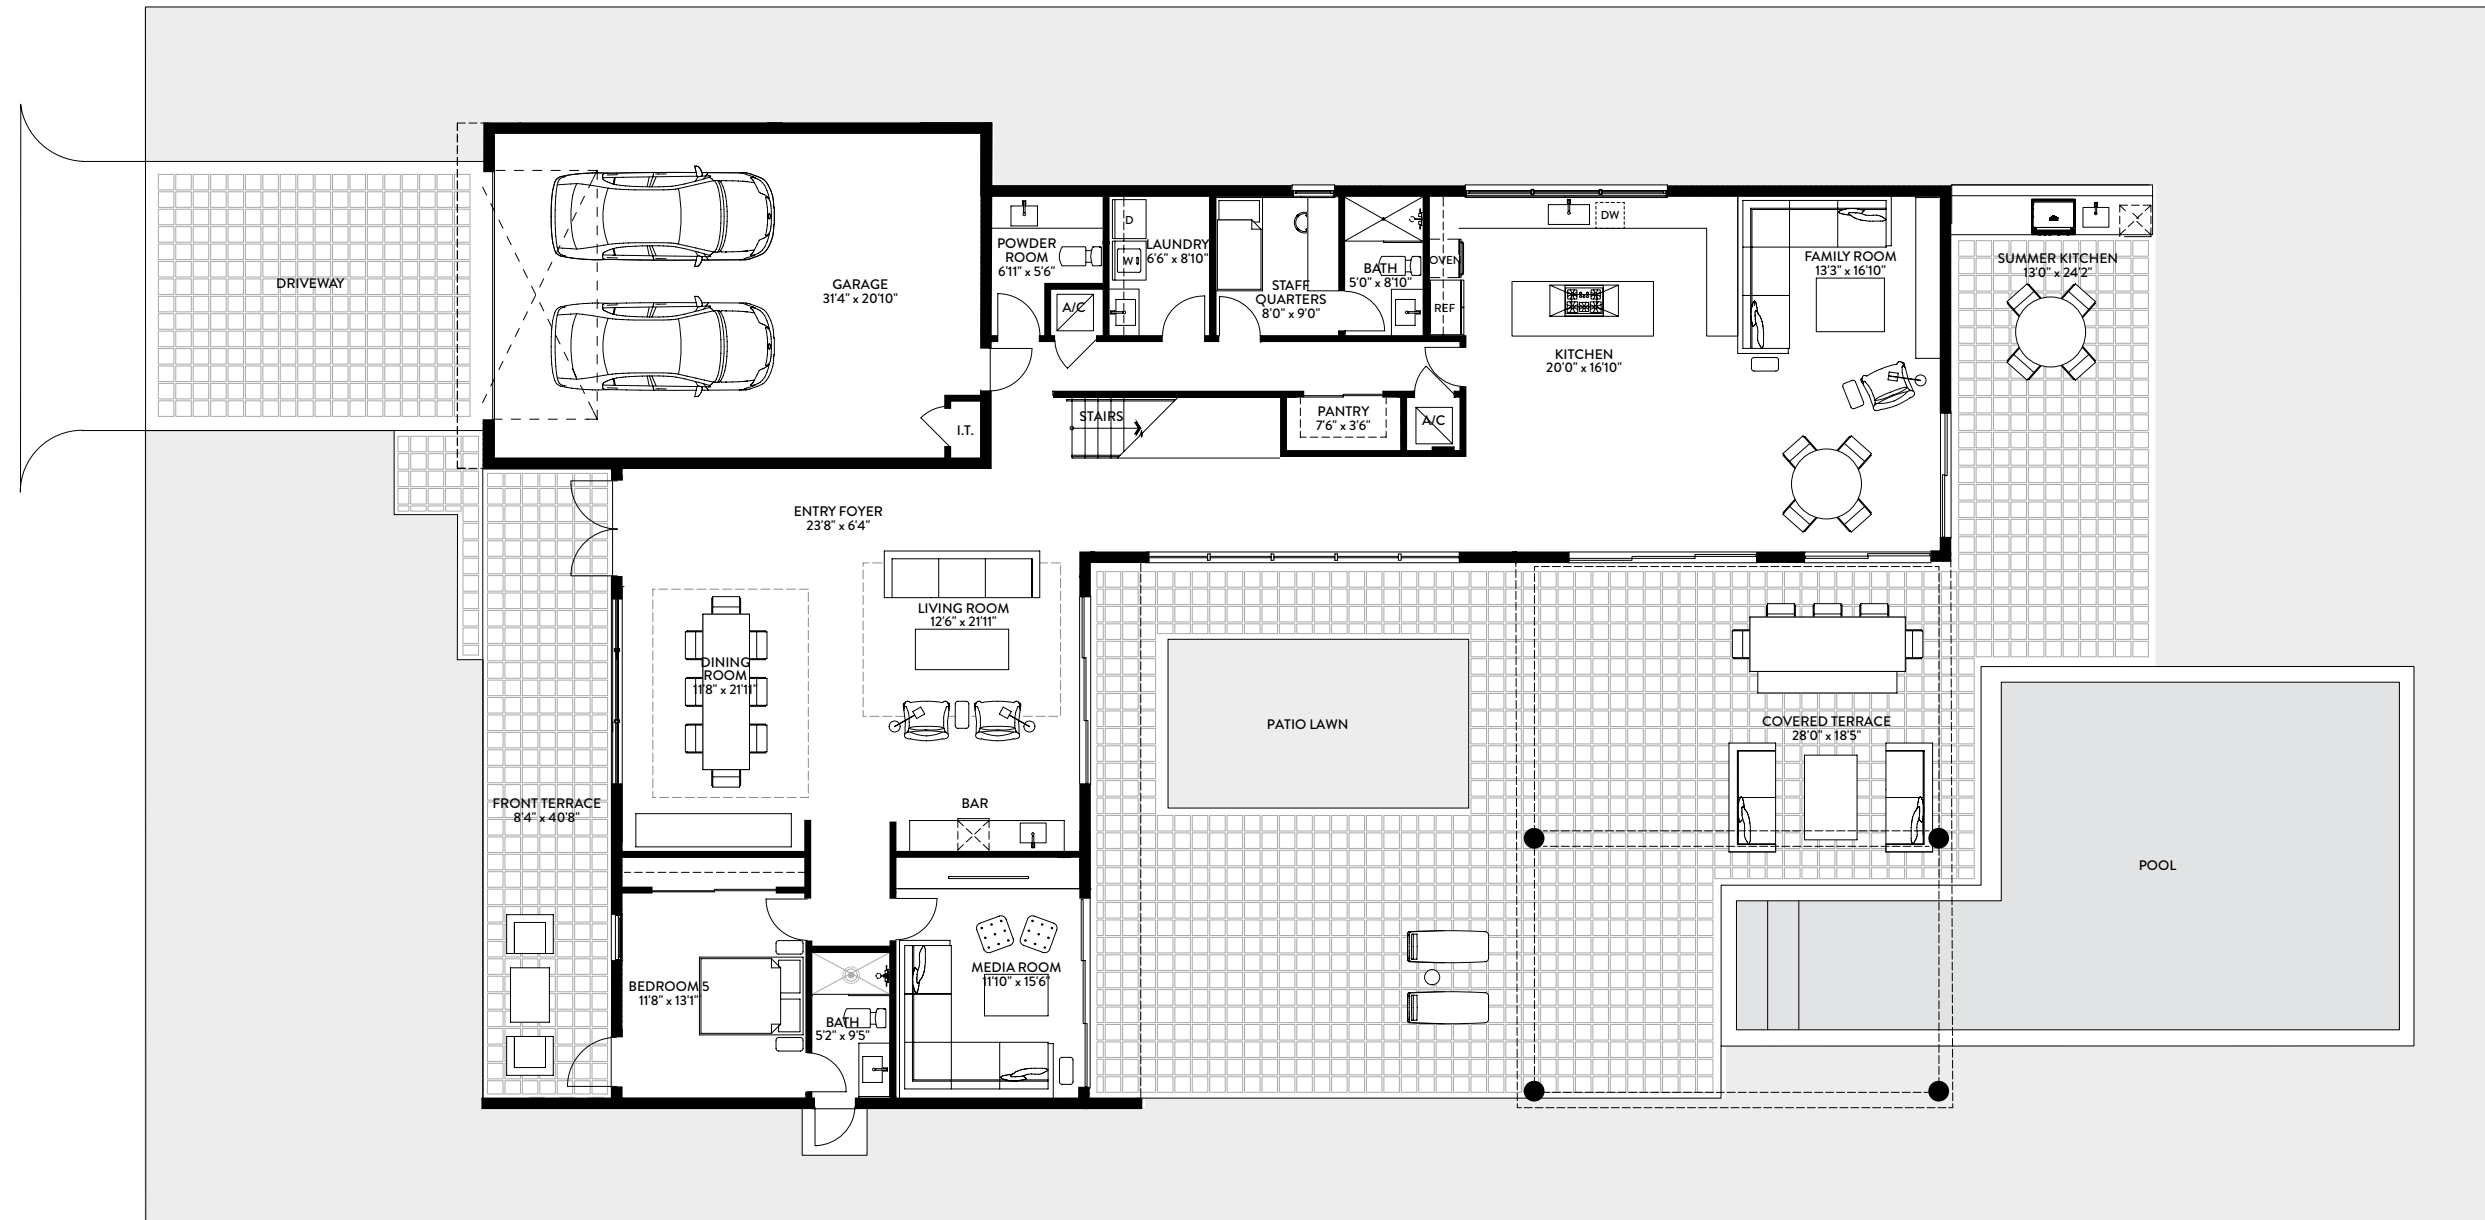 DRIVEWAY
GARAGE
31'4" x 20'10"
I.T.
POWDER
ROOM
6'11" x 5'6"
A/C
D
W
LAUNDRY
6'6" x 8'10"
STAFF
QUARTERS
8'0" x 9'0"
BATH
5'0" x 8'10"
OVEN
REF
DW
KITCHEN
20'0" x 16'10"
FAMILY ROOM
13'3" x 16'10"
SUMMER KITCHEN
13'0" x 24'2"
STAIRS
PANTRY
7'6" x 3'6"
A/C
ENTRY FOYER
23'8" x 6'4"
LIVING ROOM
12'6" x 21'11"
DINING
ROOM
11'8" x 21'11"
PATIO LAWN
COVERED TERRACE
28'0" x 18'5"
FRONT TERRACE
8'4" x 40'8"
BAR
POOL
BEDROOM 5
11'8" x 13'1"
BATH
5'2" x 9'5"
MEDIA ROOM
11'10" x 15'6"